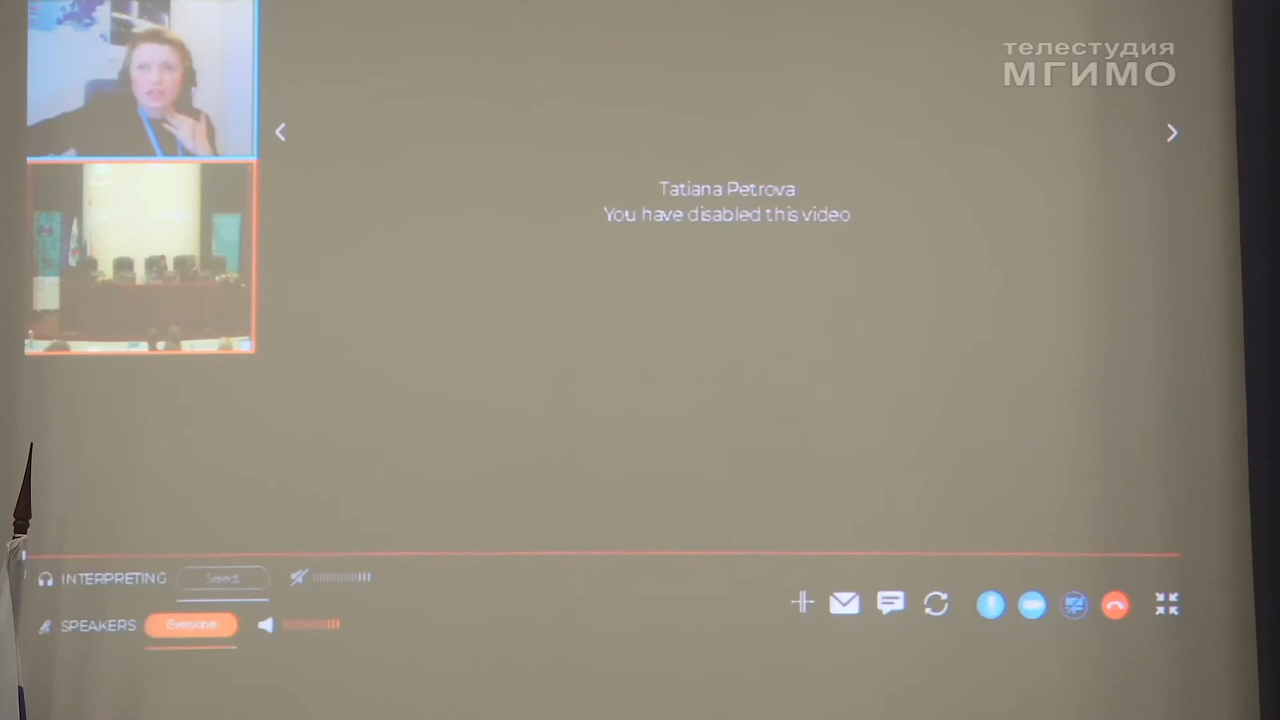 телестудия
МГИМО
Tatiana Petrova
You have disabled this video
INTERPRETING
Select
SPEAKERS
Everyone